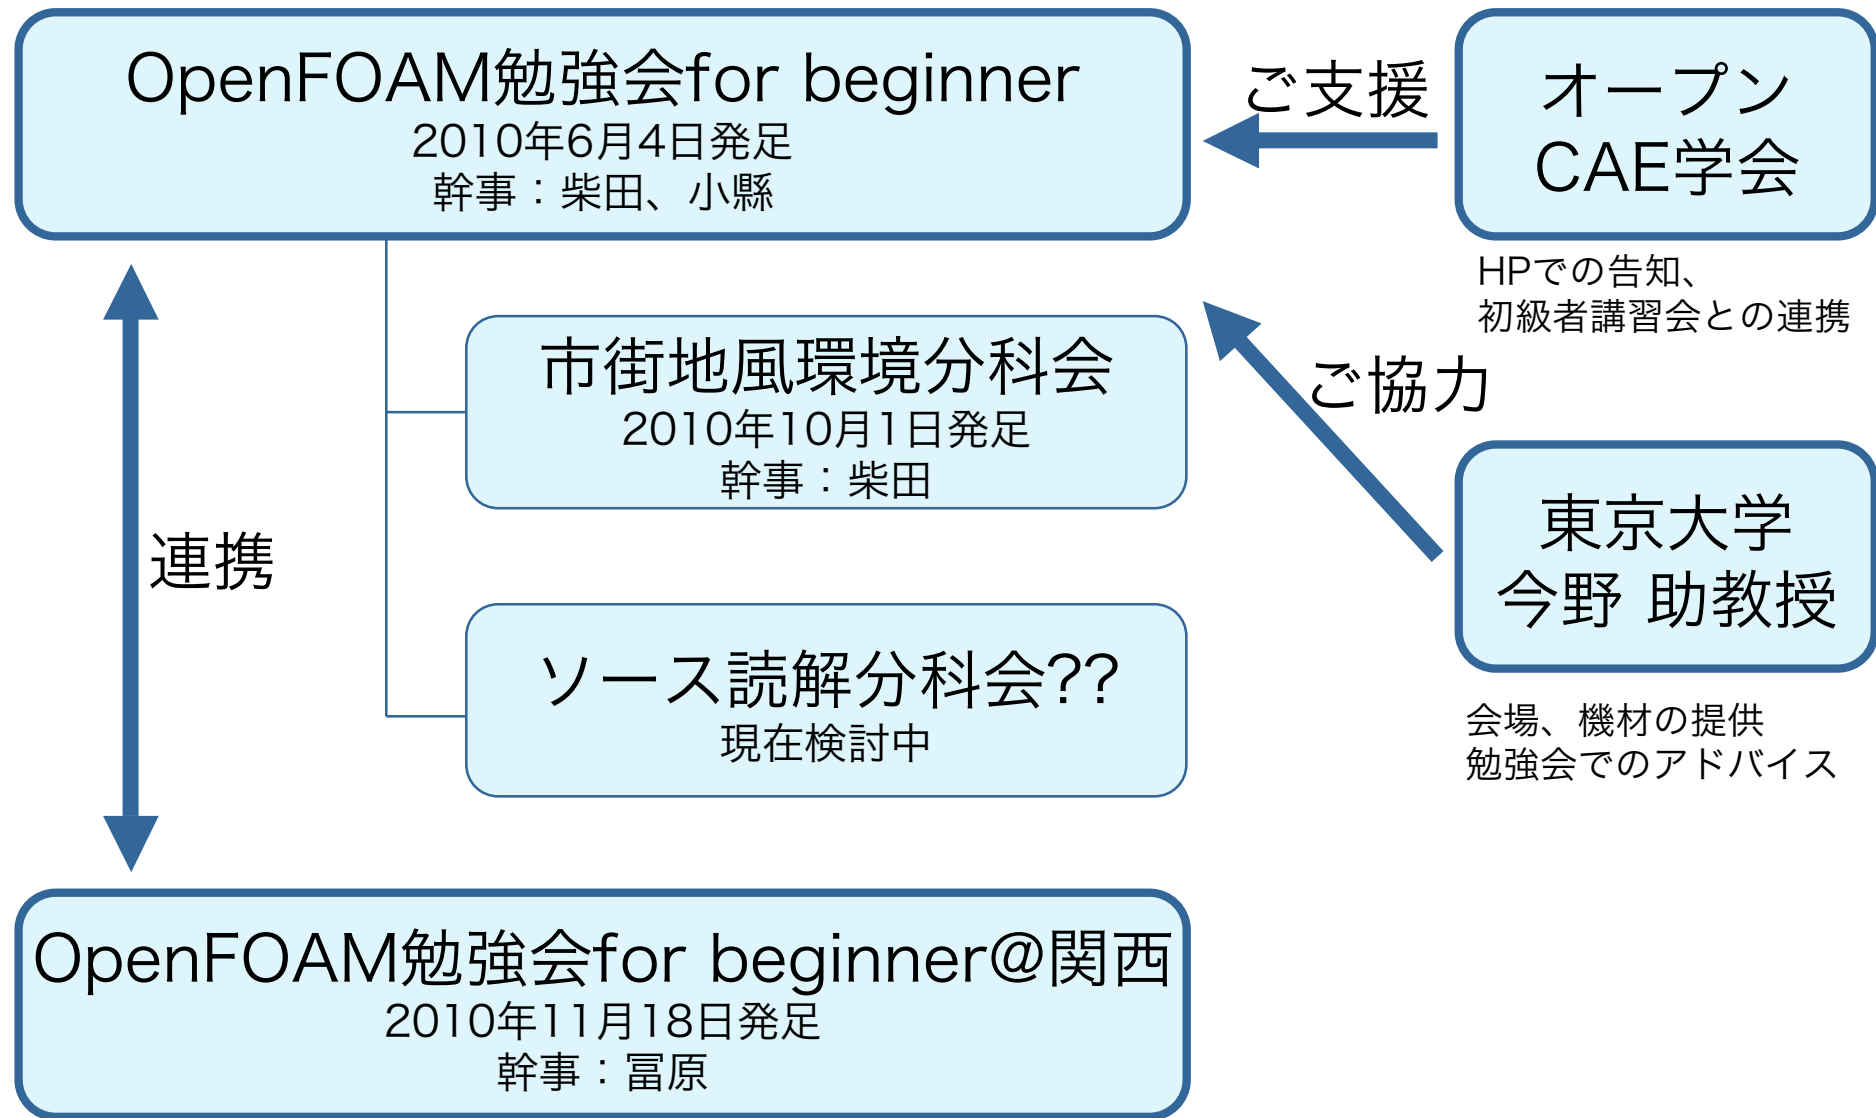 OpenFOAM勉強会for beginner
2010年6月4日発足
幹事：柴田、小縣
ご支援
オープン
CAE学会
HPでの告知、
初級者講習会との連携
市街地風環境分科会
2010年10月1日発足
幹事：柴田
ご協力
東京大学
今野 助教授
会場、機材の提供
勉強会でのアドバイス
連携
ソース読解分科会??
現在検討中
OpenFOAM勉強会for beginner@関西
2010年11月18日発足
幹事：冨原